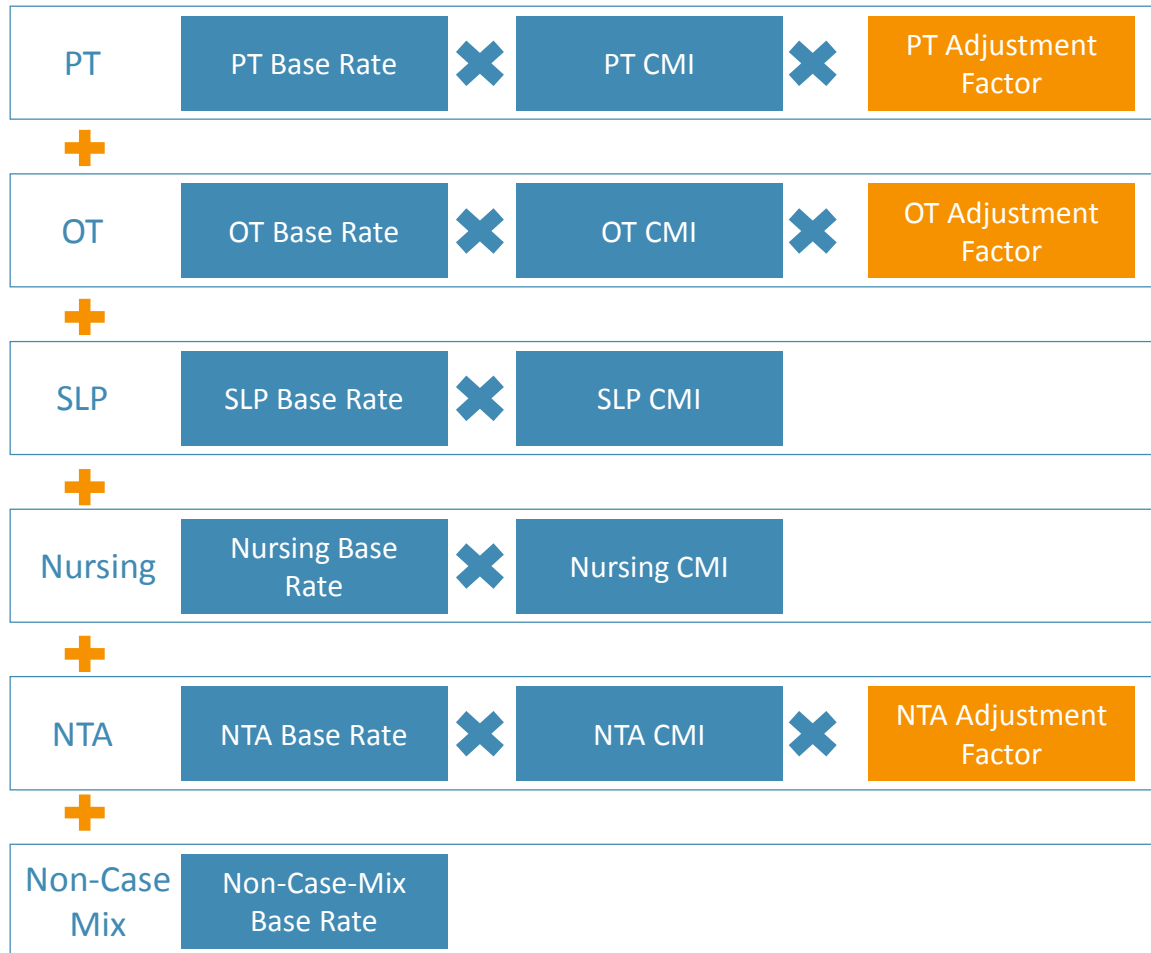 PT
PT Base Rate
PT CMI
PT Adjustment
Factor
OT
OT Base Rate
OT CMI
OT Adjustment
Factor
SLP
SLP Base Rate
SLP CMI
Nursing
Nursing Base
Rate
Nursing CMI
NTA
NTA Base Rate
NTA CMI
NTA Adjustment
Factor
Non-Case
Mix
Non-Case-Mix
Base Rate